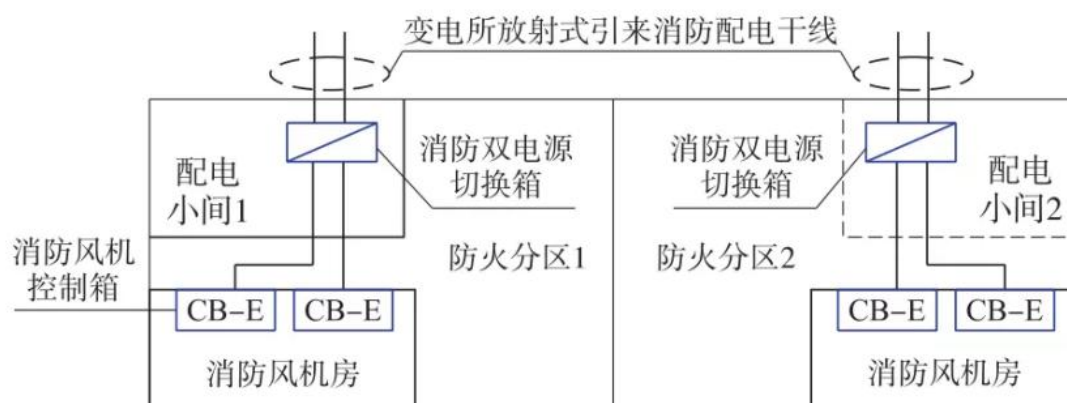 变电所放射式引来消防配电干线
配电
小间1
消防双电源
切换箱
消防双电源
切换箱
配电
小间2
消防风机
控制箱
防火分区1
防火分区2
CB-E
CB-E
CB-E
CB-E
消防风机房
消防风机房